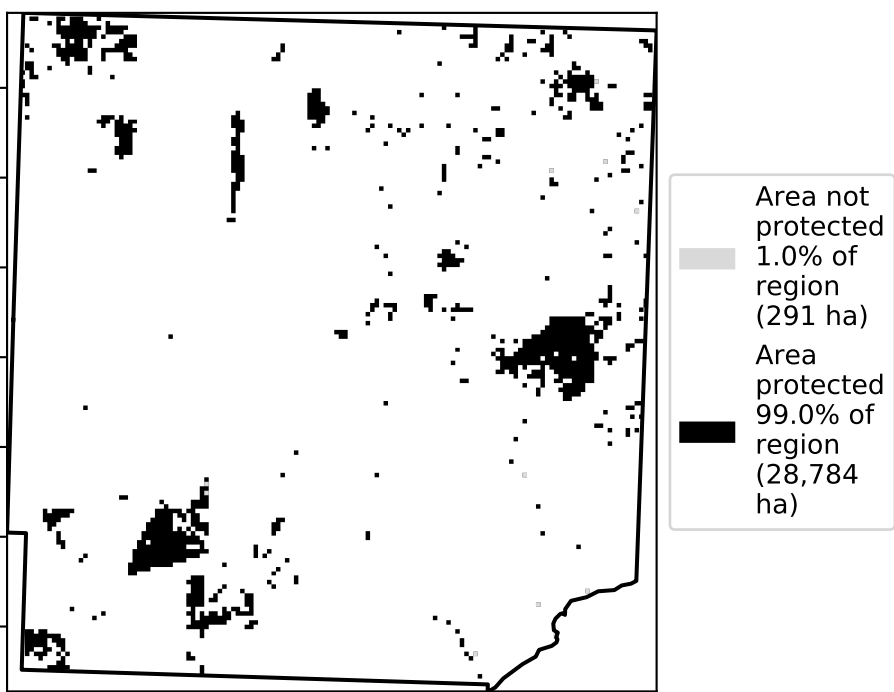 Area not
protected
1.0% of
region
(291 ha)
Area
protected
99.0% of
region
(28,784
ha)